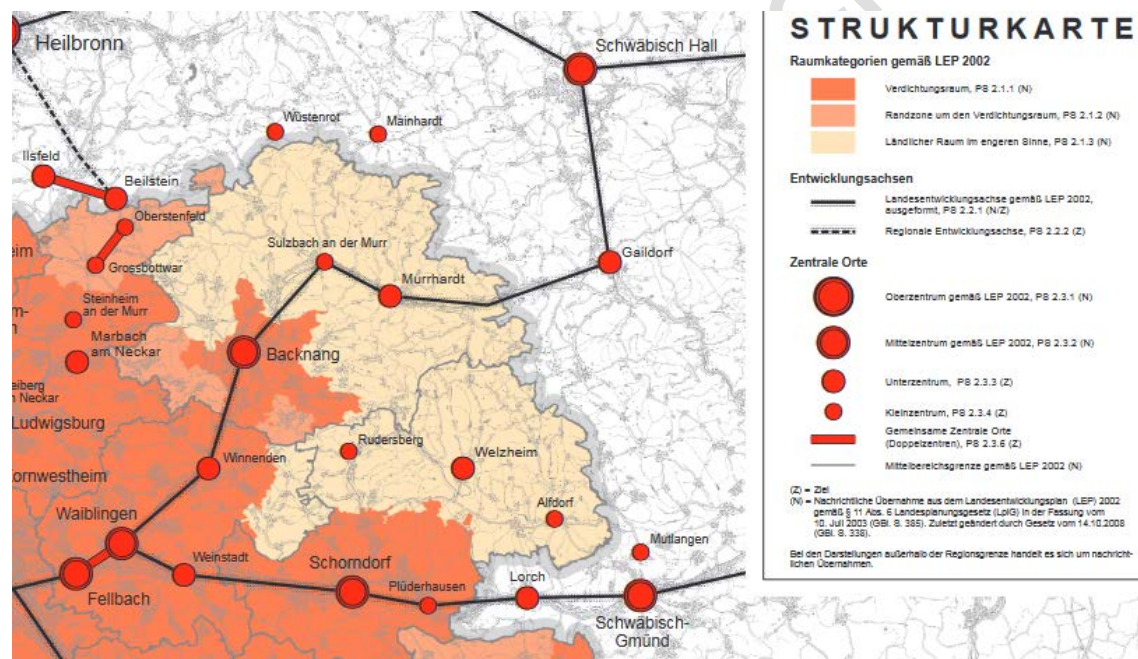 Heilbronn
Schwäbisch Hall
Wüstenrot
Mainhardt
Ilsfeld
Beilstein
Oberstenfeld
Sulzbach an der Murr
Gaildorf
eim
Grossbottwar
Murrhardt
Steinheim
an der Murr
m-
n
Marbach
am Neckar
Backnang
eiberg
n Neckar
Ludwigsburg
Rudersberg
Welzheim
Winnenden
ornwestheim
Alfdorf
Waiblingen
Mutlangen
Weinstadt
Schorndorf
Plüderhausen
Lorch
Fellbach
Schwäbisch-
Gmünd
STRUKTURKARTE
Raumkategorien gemäß LEP 2002
Verdichtungsraum, PS 2.1.1 (N)
Randzone um den Verdichtungsraum, PS 2.1.2 (N)
Ländlicher Raum im engeren Sinne, PS 2.1.3 (N)
Entwicklungsachsen
Landesentwicklungsachse gemäß LEP 2002,
ausgeformt, PS 2.2.1 (N/Z)
Regionale Entwicklungsachse, PS 2.2.2 (Z)
Zentrale Orte
Oberzentrum gemäß LEP 2002, PS 2.3.1 (N)
Mittelzentrum gemäß LEP 2002, PS 2.3.2 (N)
Unterzentrum, PS 2.3.3 (Z)
Kleinzentrum, PS 2.3.4 (Z)
Gemeinsame Zentrale Orte
(Doppelzentren), PS 2.3.6 (Z)
Mittelbereichsgrenze gemäß LEP 2002 (N)
(Z) = Ziel
(N) = Nachrichtliche Übernahme aus dem Landesentwicklungsplan (LEP) 2002
gemäß § 11 Abs. 6 Landesplanungsgesetz (LplG) in der Fassung vom
10. Juli 2003 (GBl. S. 385). Zuletzt geändert durch Gesetz vom 14.10.2008
(GBl. S. 338).
Bei den Darstellungen außerhalb der Regionsgrenze handelt es sich um nachricht-
lichen Übernahmen.